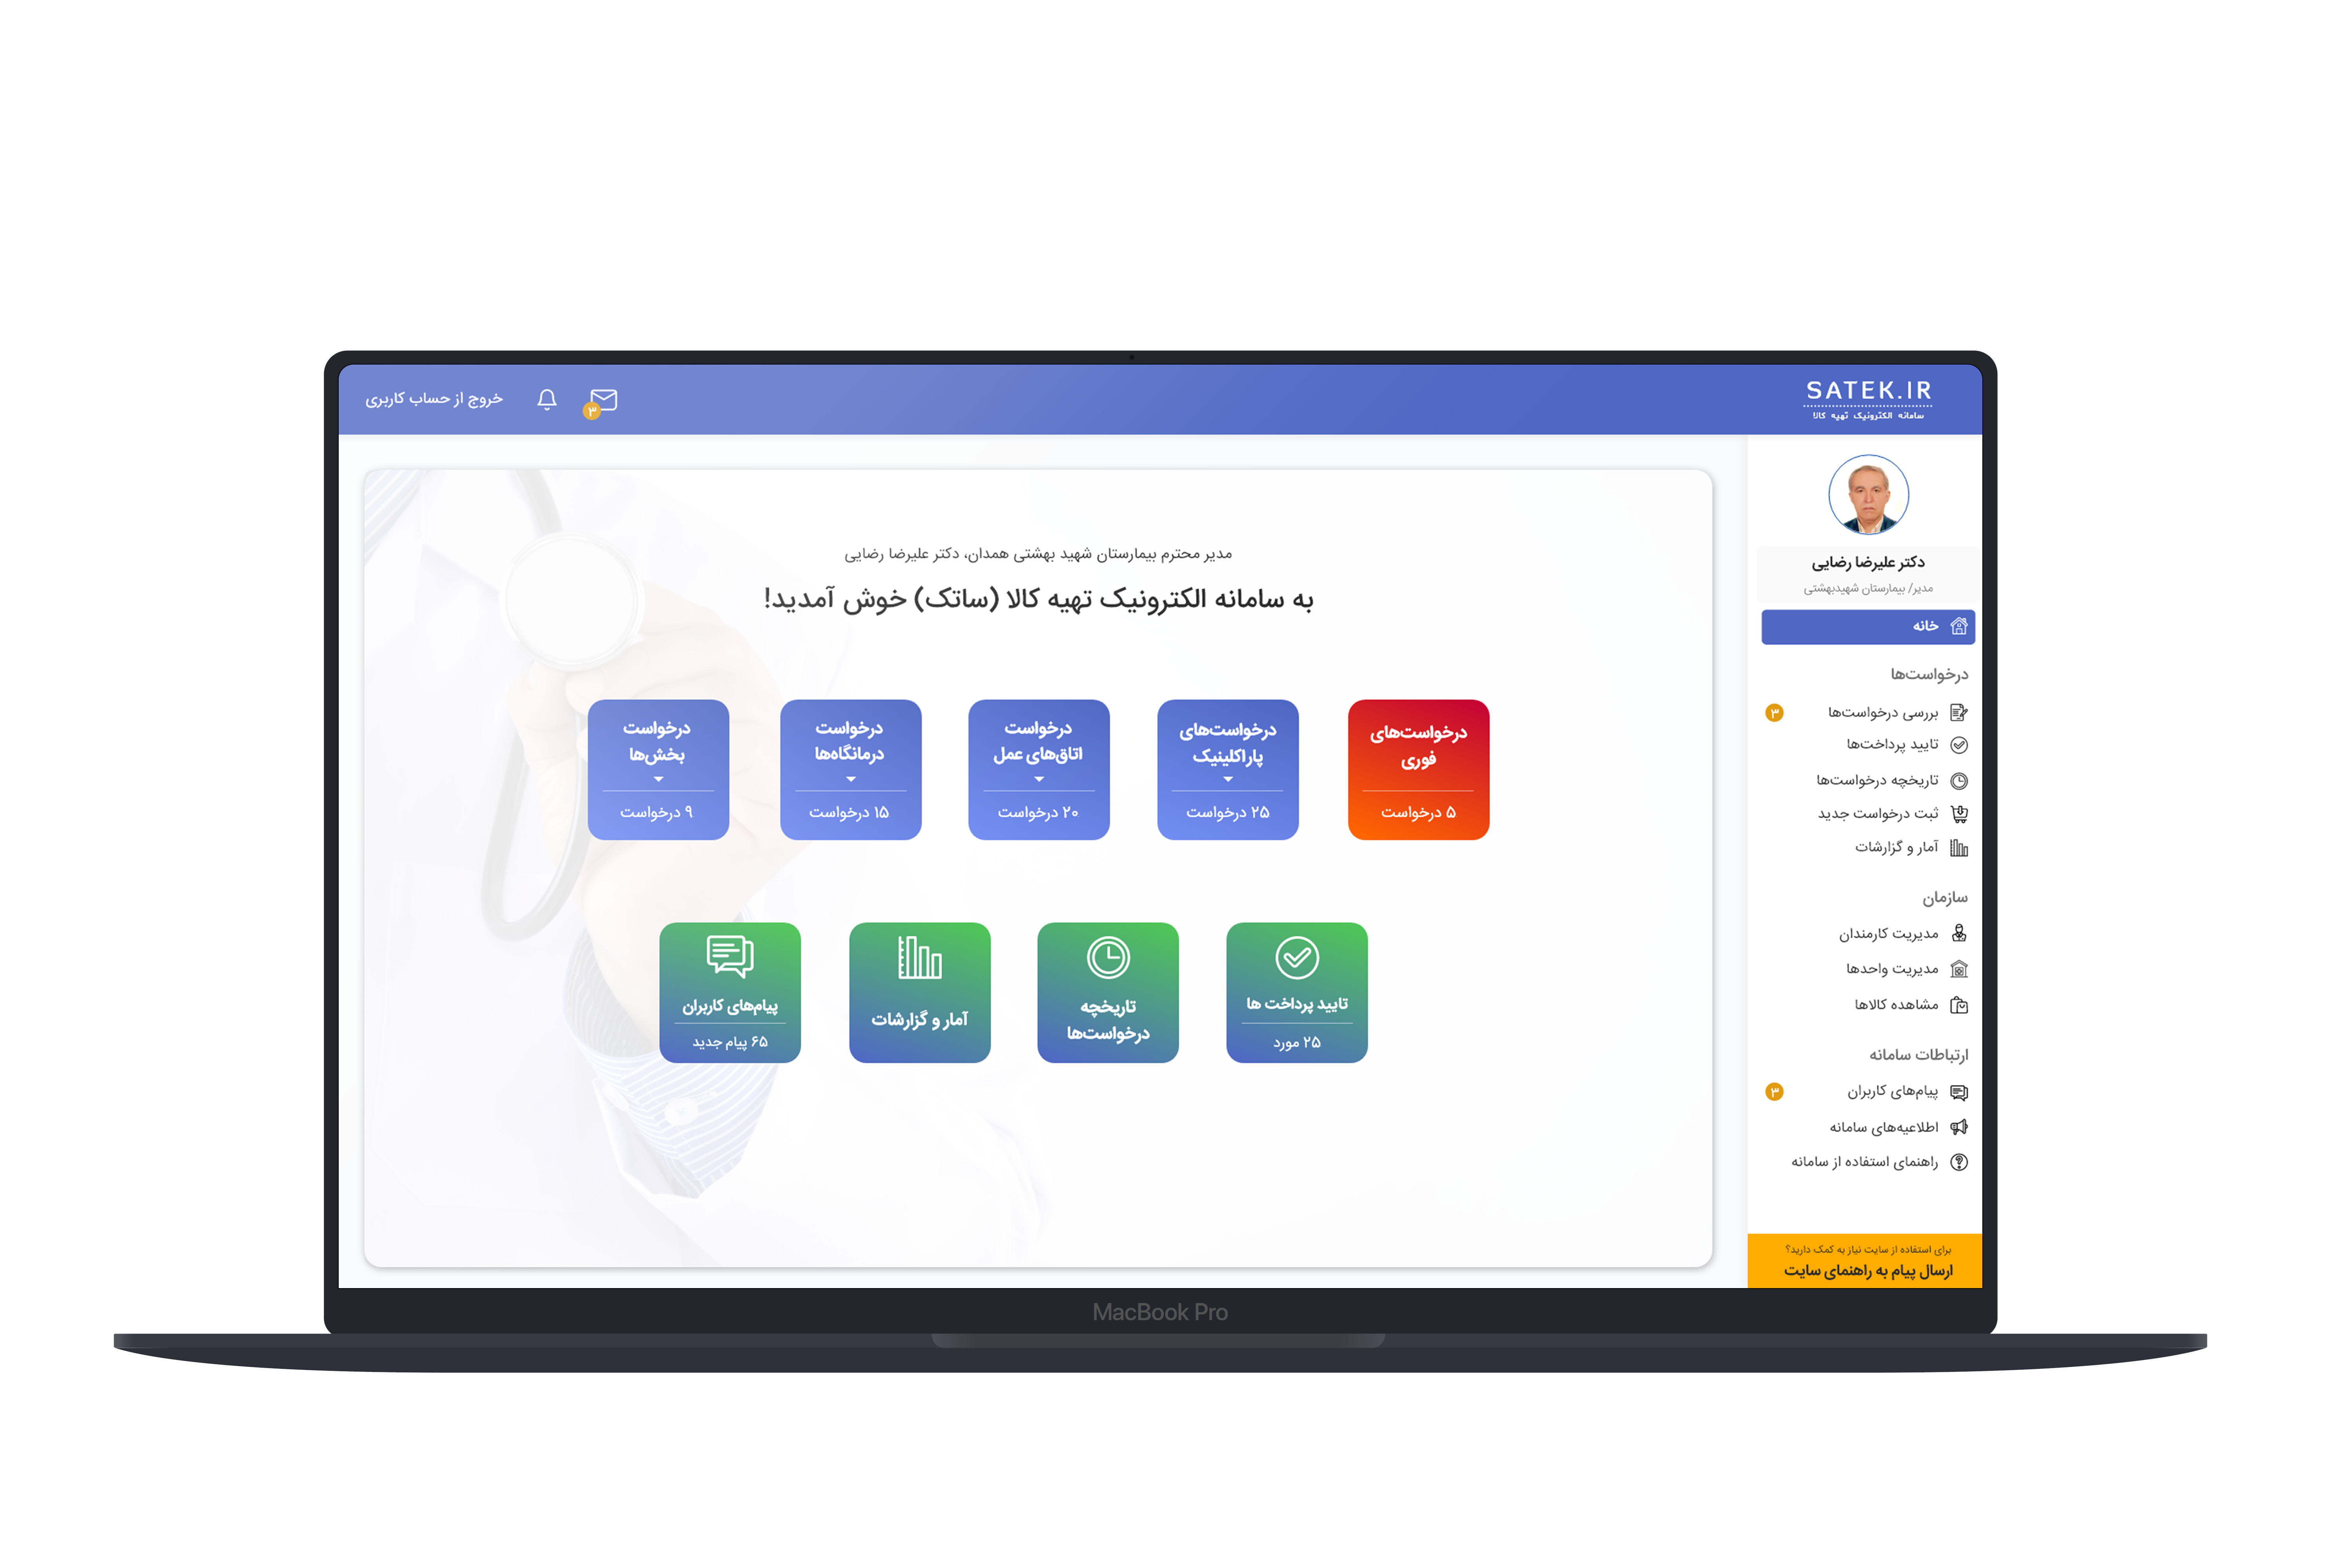 SATEK.IR
سامانه الکترونیک تهیه کالا
۳
خروج از حساب کاربری
دکتر علیرضا رضایی
مدیر/ بیمارستان شهیدبهشتی
خانه
درخواست‌ها
بررسی درخواست‌ها
۳
تایید پرداخت‌ها
تاریخچه درخواست‌ها
ثبت درخواست جدید
آمار و گزارشات
سازمان
مدیریت کارمندان
مدیریت واحدها
مشاهده کالاها
ارتباطات سامانه
پیام‌های کاربران
۳
اطلاعیه‌های سامانه
راهنمای استفاده از سامانه
برای استفاده از سایت نیاز به کمک دارید؟
ارسال پیام به راهنمای سایت
مدیر محترم بیمارستان شهید بهشتی همدان، دکتر علیرضا رضایی
به سامانه الکترونیک تهیه کالا (ساتک) خوش آمدید!
درخواست‌های
فوری
۵ درخواست
درخواست‌های
پاراکلینیک
۲۵ درخواست
درخواست
اتاق‌های عمل
۲۰ درخواست
درخواست
درمانگاه‌ها
۱۵ درخواست
درخواست
بخش‌ها
۹ درخواست
تایید پرداخت ها
۲۵ مورد
تاریخچه
درخواست‌ها
آمار و گزارشات
پیام‌های کاربران
۶۵ پیام جدید
MacBook Pro